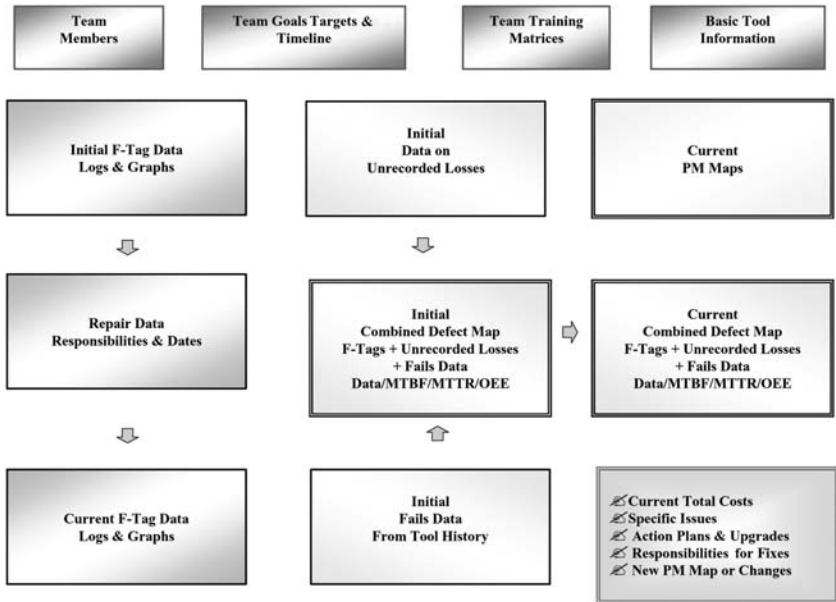 Team
Members
Team Goals Targets &
Timeline
Team Training
Matrices
Basic Tool
Information
Initial F-Tag Data
Logs & Graphs
Initial
Data on
Unrecorded Losses
Current
PM Maps
Repair Data
Responsibilities & Dates
Initial
Combined Defect Map
F-Tags + Unrecorded Losses
+ Fails Data
Data/MTBF/MTTR/OEE
Current
Combined Defect Map
F-Tags + Unrecorded Losses
+ Fails Data
Data/MTBF/MTTR/OEE
Current F-Tag Data
Logs & Graphs
Initial
Fails Data
From Tool History
Current Total Costs
Specific Issues
Action Plans & Upgrades
Responsibilities for Fixes
New PM Map or Changes